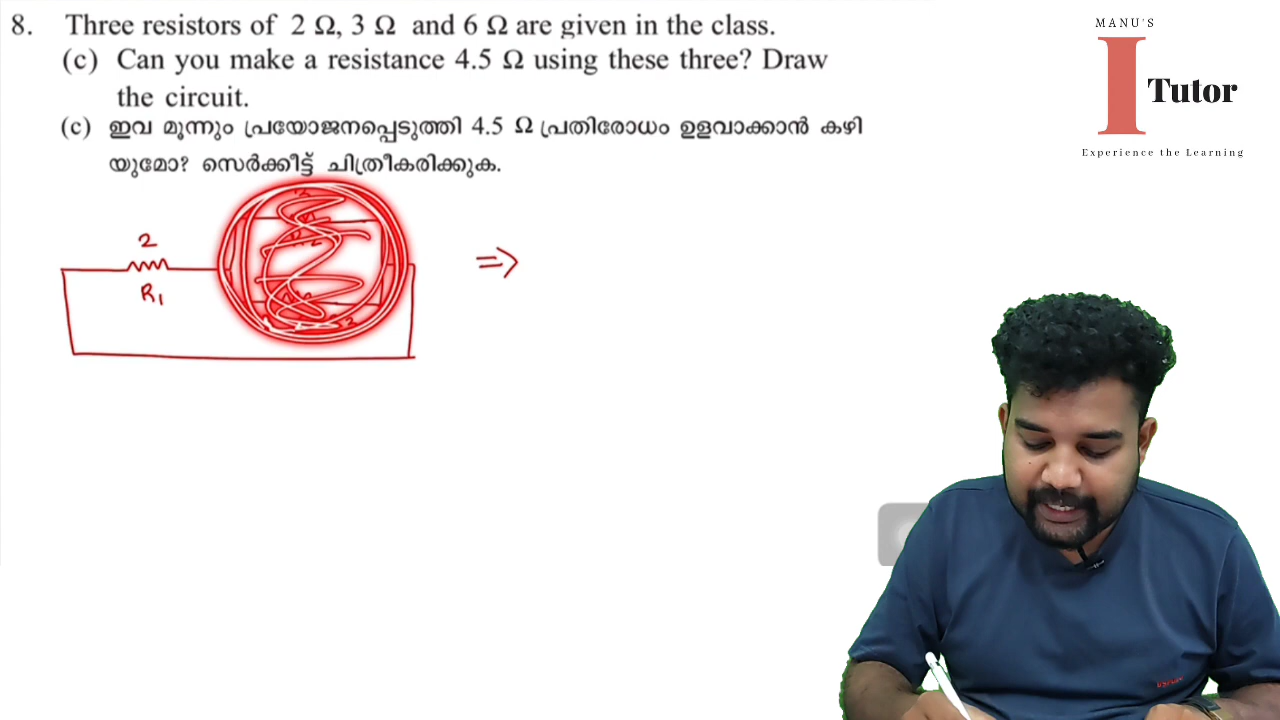 8. Three resistors of 2 Ω, 3 Ω and 6 Ω are given in the class.
(c) Can you make a resistance 4.5 Ω using these three? Draw
the circuit.
(c) ഇവ മൂന്നും പ്രയോജനപ്പെടുത്തി 4.5 Ω പ്രതിരോധം ഉളവാക്കാൻ കഴി
യുമോ? സെർക്കീട്ട് ചിത്രീകരിക്കുക.
MANU'S
I Tutor
Experience the Learning
2
R₁
⇒